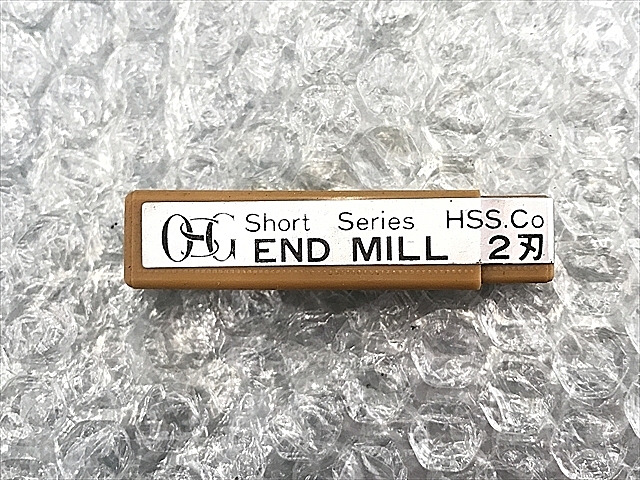 OSG Short Series HSS.Co
END MILL 2刃